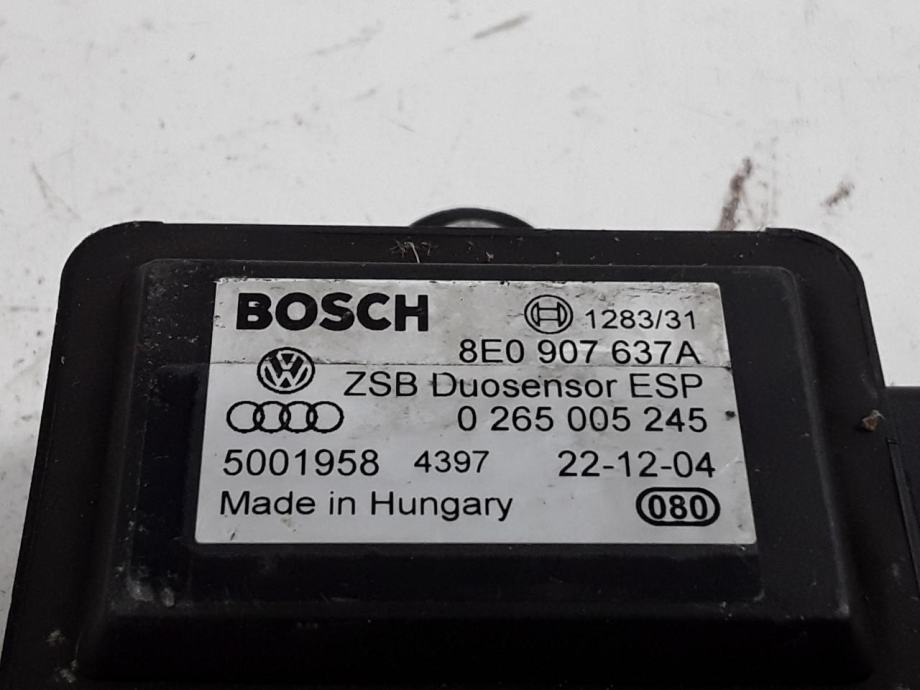 BOSCH
1283/31
8E0 907 637A
ZSB Duosensor ESP
0 265 005 245
5001958 4397 22-12-04
Made in Hungary 080